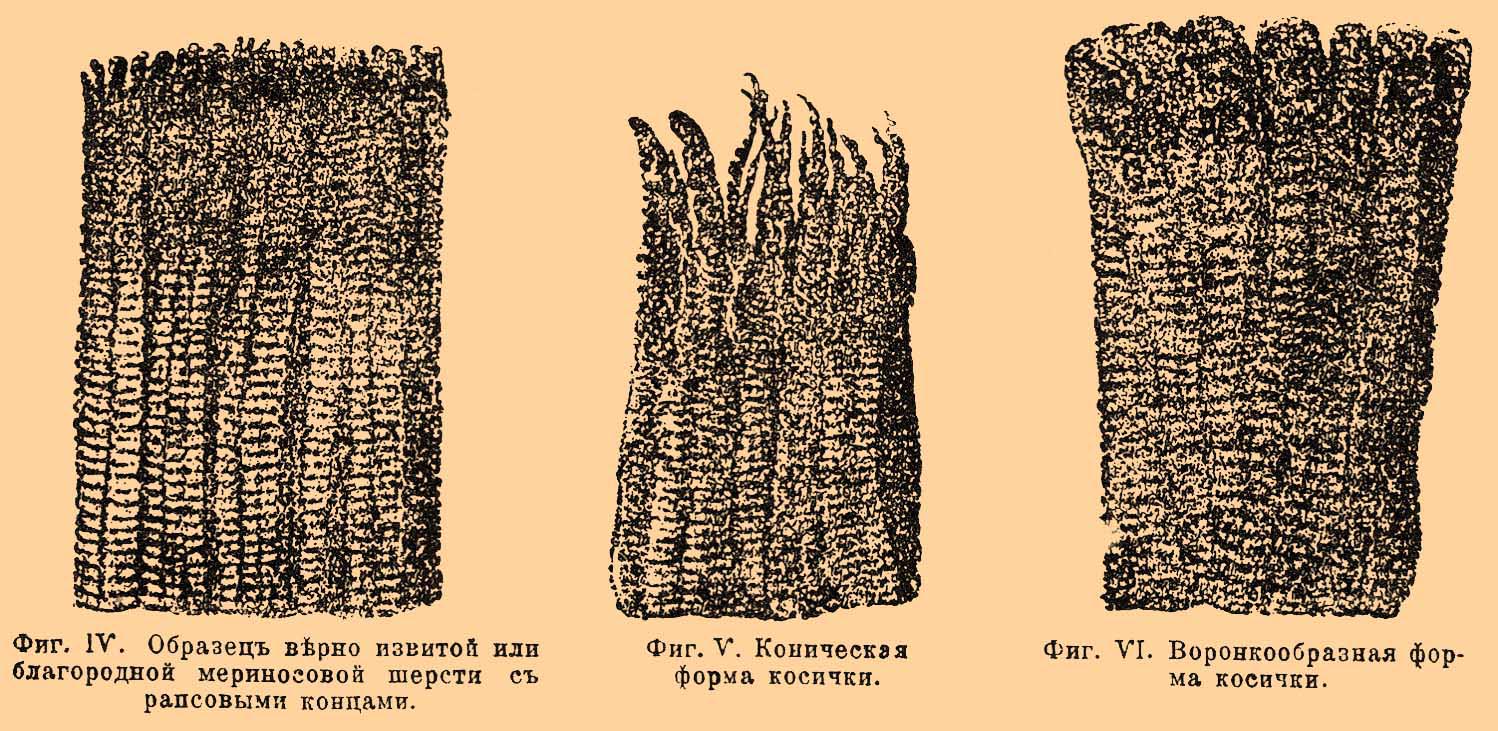 Фиг. IV. Образецъ вѣрно извитой или
благородной мериносовой шерсти съ
рапсовыми концами.
Фиг. V. Коническая
форма косички.
Фиг. VI. Воронкообразная фор-
ма косички.